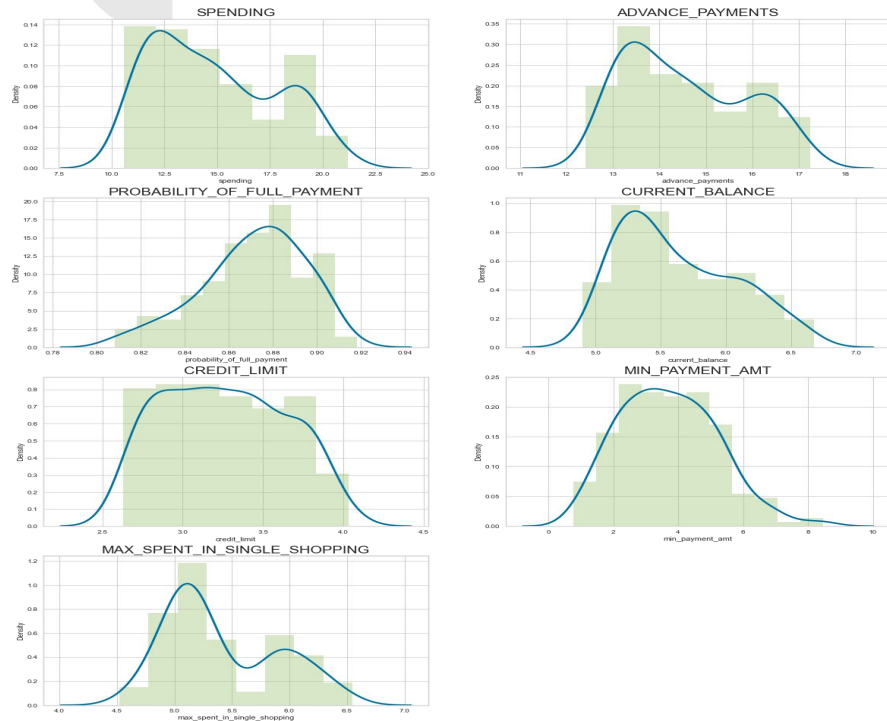 SPENDING
0.14
0.12
0.10
0.08
0.06
0.04
0.02
0.00
Density
7.5 10.0 12.5 15.0 17.5 20.0 22.5 25.0
spending
ADVANCE_PAYMENTS
0.35
0.30
0.25
0.20
0.15
0.10
0.05
0.00
Density
11 12 13 14 15 16 17 18
advance_payments
PROBABILITY_OF_FULL_PAYMENT
20.0
17.5
15.0
12.5
10.0
7.5
5.0
2.5
0.0
Density
0.78 0.80 0.82 0.84 0.86 0.88 0.90 0.92 0.94
probability_of_full_payment
CURRENT_BALANCE
1.0
0.8
0.6
0.4
0.2
0.0
Density
4.5 5.0 5.5 6.0 6.5 7.0
current_balance
CREDIT_LIMIT
0.8
0.7
0.6
0.5
0.4
0.3
0.2
0.1
0.0
Density
2.5 3.0 3.5 4.0 4.5
credit_limit
MIN_PAYMENT_AMT
0.25
0.20
0.15
0.10
0.05
0.00
Density
0 2 4 6 8 10
min_payment_amt
MAX_SPENT_IN_SINGLE_SHOPPING
1.2
1.0
0.8
0.6
0.4
0.2
0.0
Density
4.0 4.5 5.0 5.5 6.0 6.5 7.0
max_spent_in_single_shopping